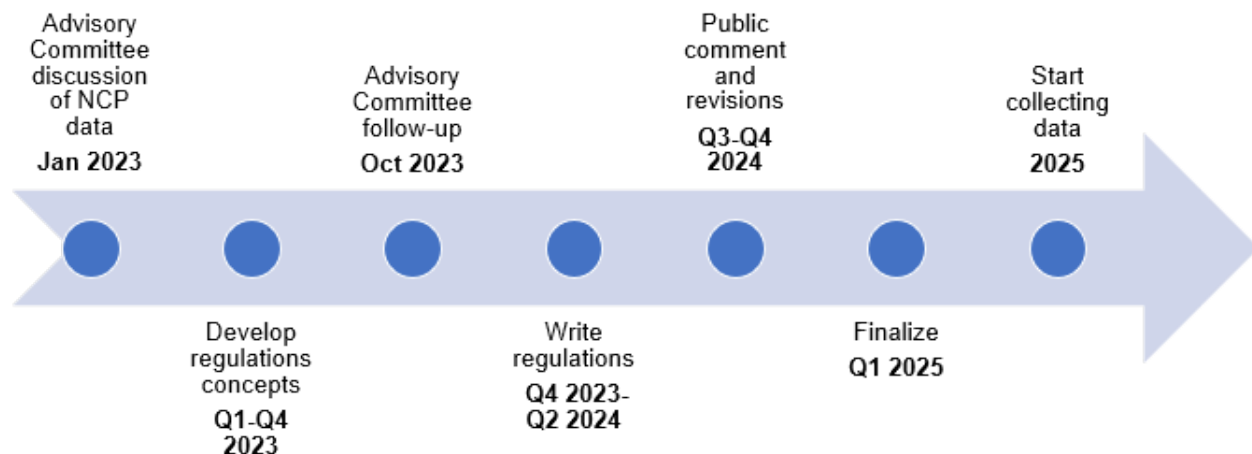 Advisory
Committee
discussion
of NCP
data
Jan 2023
Develop
regulations
concepts
Q1-Q4
2023
Advisory
Committee
follow-up
Oct 2023
Write
regulations
Q4 2023-
Q2 2024
Public
comment
and
revisions
Q3-Q4
2024
Finalize
Q1 2025
Start
collecting
data
2025